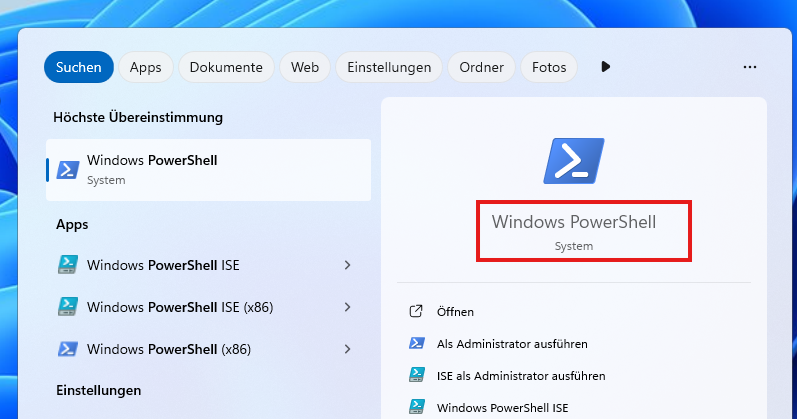 Suchen Apps Dokumente Web Einstellungen Ordner Fotos
Höchste Übereinstimmung
Windows PowerShell
System
Apps
Windows PowerShell ISE
Windows PowerShell ISE (x86)
Windows PowerShell (x86)
Einstellungen
Windows PowerShell
System
Öffnen
Als Administrator ausführen
ISE als Administrator ausführen
Windows PowerShell ISE